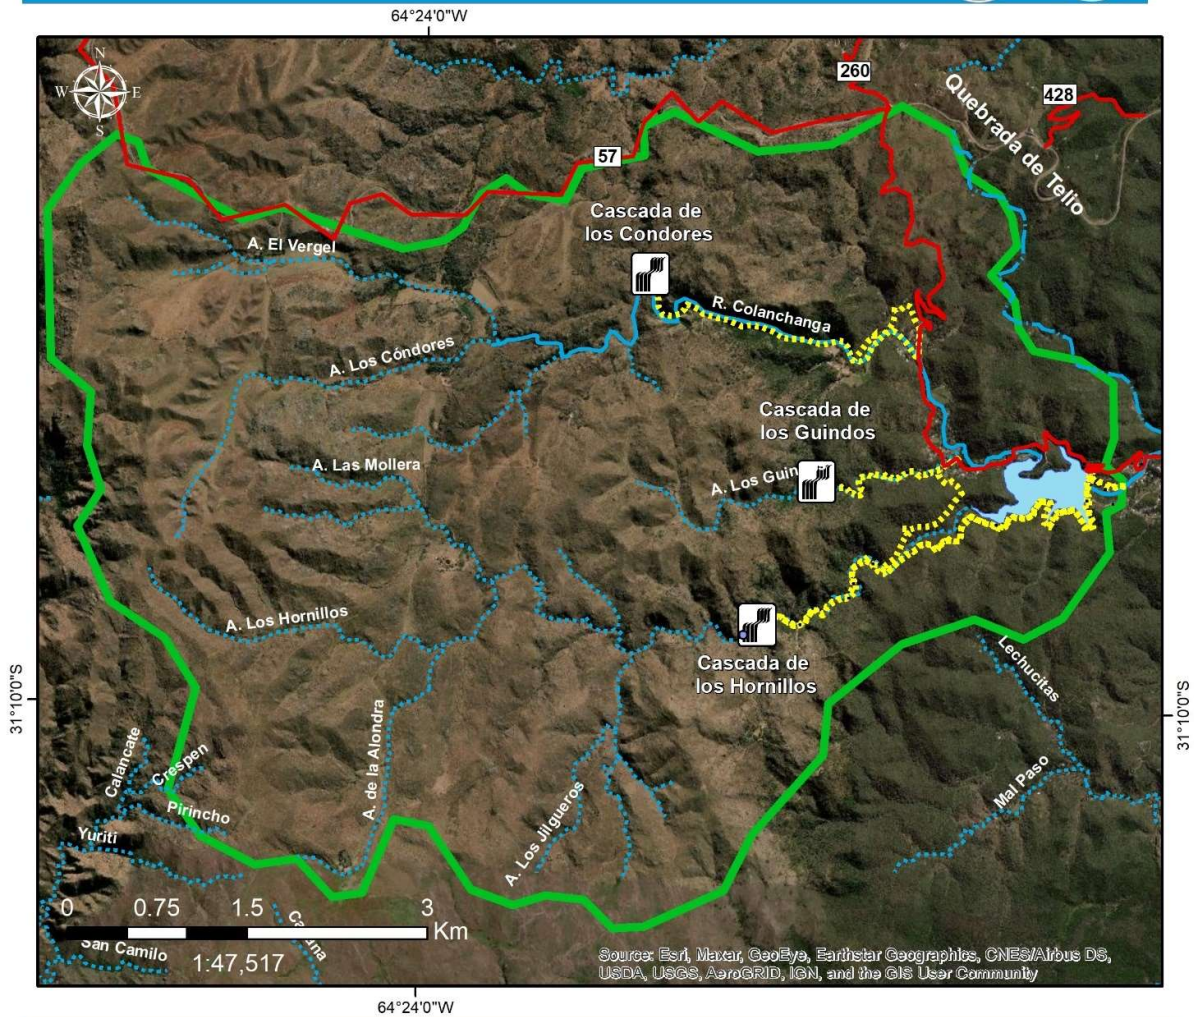 64°24'0"W
N
W E
S
260
428
Quebrada de Telio
57
Cascada de
los Condores
A. El Vergel
R. Colanchanga
A. Los Cóndores
Cascada de
los Guindos
A. Las Mollera
A. Los Guin
A. Los Hornillos
Cascada de
los Hornillos
Lechucitas
31°10'0"S
31°10'0"S
Calancate
Crespen
A. de la Alondra
Mal Paso
Pirincho
A. Los Jilgueros
Yurití
0 0.75 1.5 3
Km
San Camilo
1:47,517
Source: Esri, Maxar, GeoEye, Earthstar Geographics, CNES/Airbus DS,
USDA, USGS, AeroGRID, IGN, and the GIS User Community
64°24'0"W